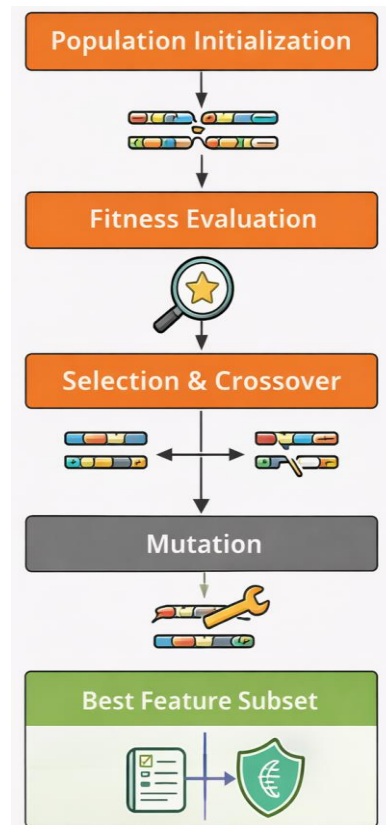 Population Initialization
Fitness Evaluation
Selection & Crossover
Mutation
Best Feature Subset